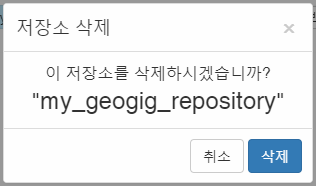 저장소 삭제 ×
이 저장소를 삭제하시겠습니까?
"my_geogig_repository"
취소 삭제